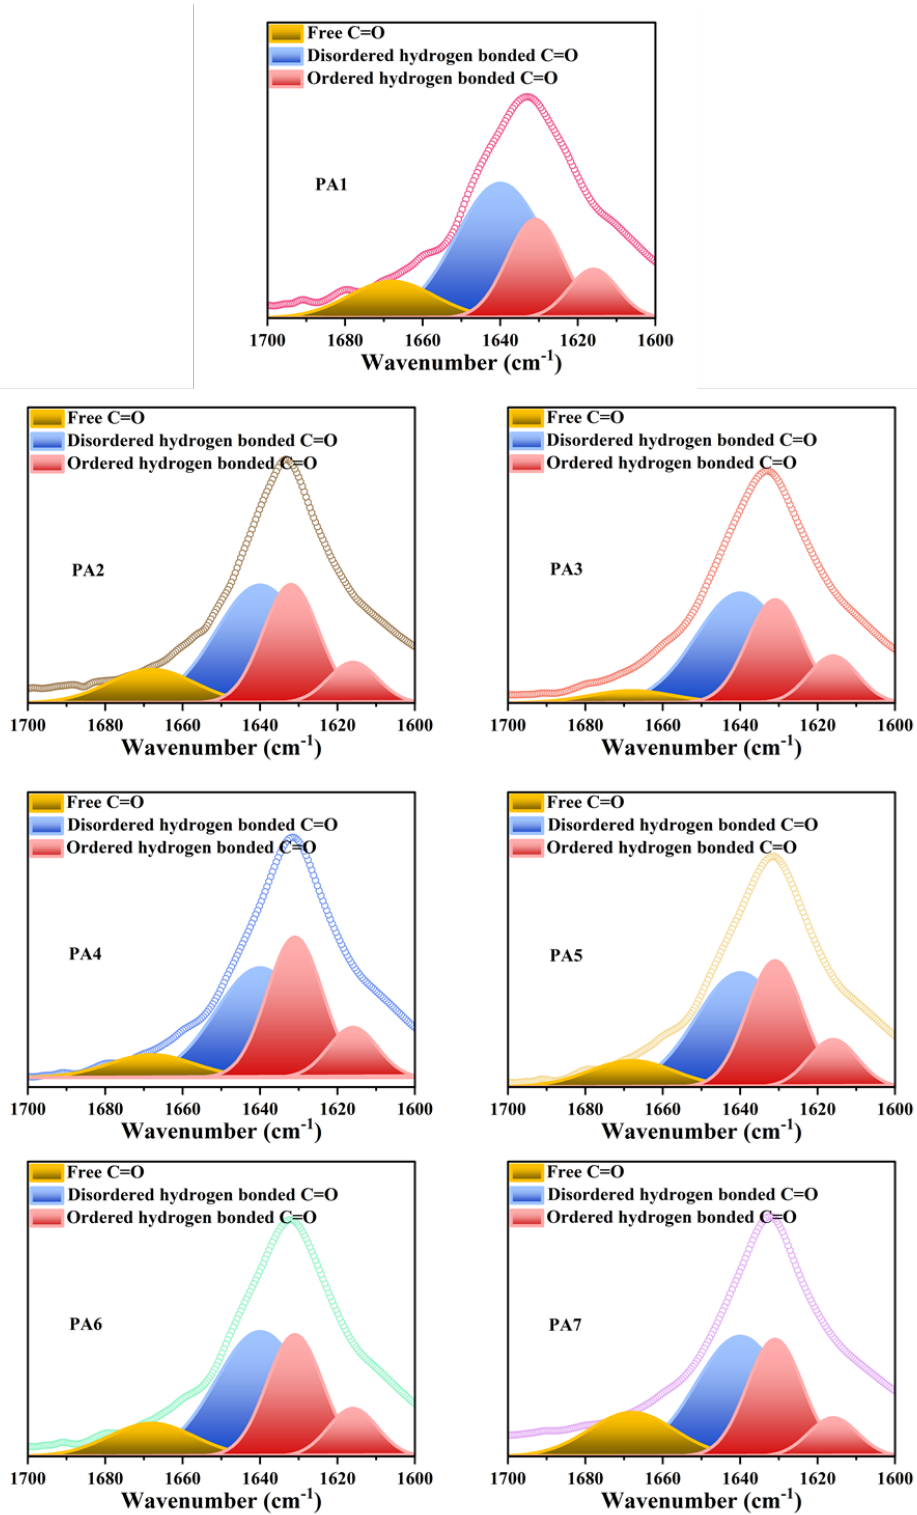 Free C=O
Disordered hydrogen bonded C=O
Ordered hydrogen bonded C=O
PA1
1700 1680 1660 1640 1620 1600
Wavenumber (cm-1)
Free C=O
Disordered hydrogen bonded C=O
Ordered hydrogen bonded C=O
PA2
1700 1680 1660 1640 1620 1600
Wavenumber (cm-1)
Free C=O
Disordered hydrogen bonded C=O
Ordered hydrogen bonded C=O
PA3
1700 1680 1660 1640 1620 1600
Wavenumber (cm-1)
Free C=O
Disordered hydrogen bonded C=O
Ordered hydrogen bonded C=O
PA4
1700 1680 1660 1640 1620 1600
Wavenumber (cm-1)
Free C=O
Disordered hydrogen bonded C=O
Ordered hydrogen bonded C=O
PA5
1700 1680 1660 1640 1620 1600
Wavenumber (cm-1)
Free C=O
Disordered hydrogen bonded C=O
Ordered hydrogen bonded C=O
PA6
1700 1680 1660 1640 1620 1600
Wavenumber (cm-1)
Free C=O
Disordered hydrogen bonded C=O
Ordered hydrogen bonded C=O
PA7
1700 1680 1660 1640 1620 1600
Wavenumber (cm-1)